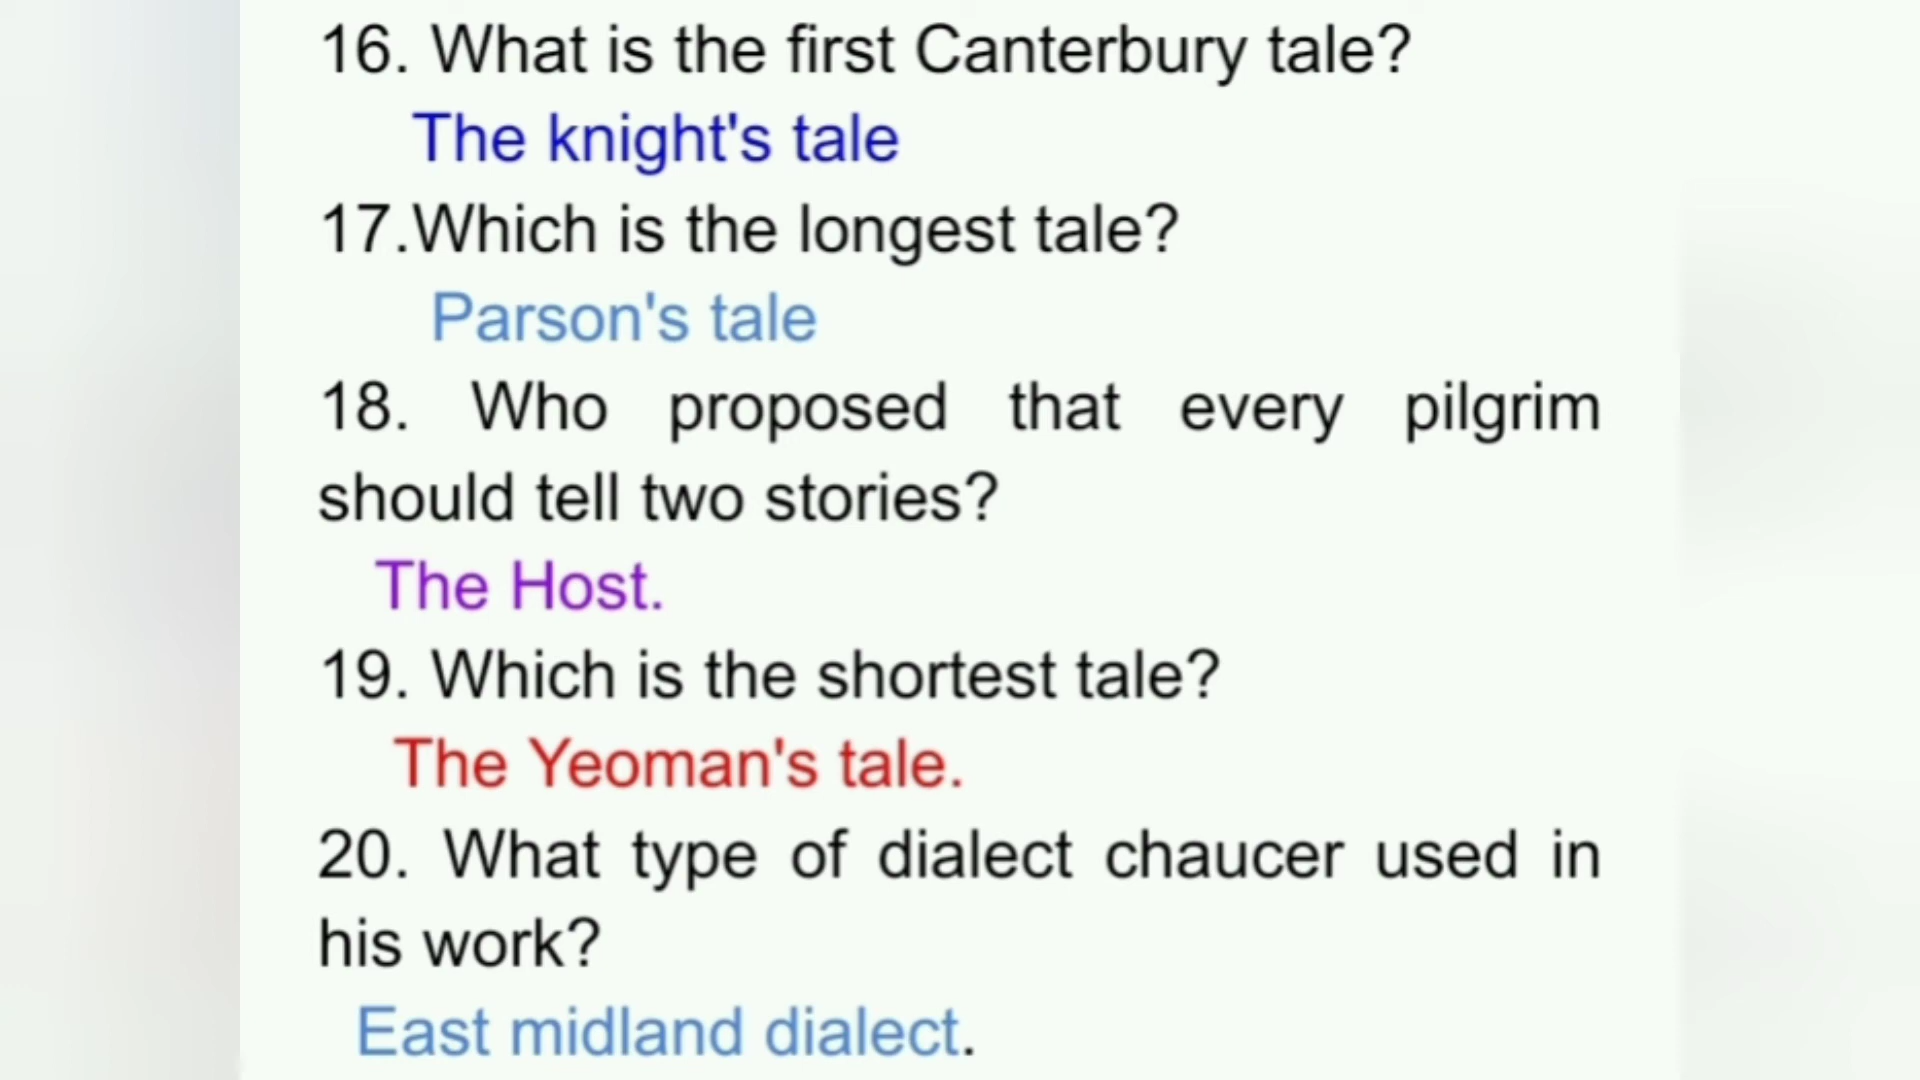 16. What is the first Canterbury tale?
The knight's tale
17.Which is the longest tale?
Parson's tale
18. Who proposed that every pilgrim
should tell two stories?
The Host.
19. Which is the shortest tale?
The Yeoman's tale.
20. What type of dialect chaucer used in
his work?
East midland dialect.